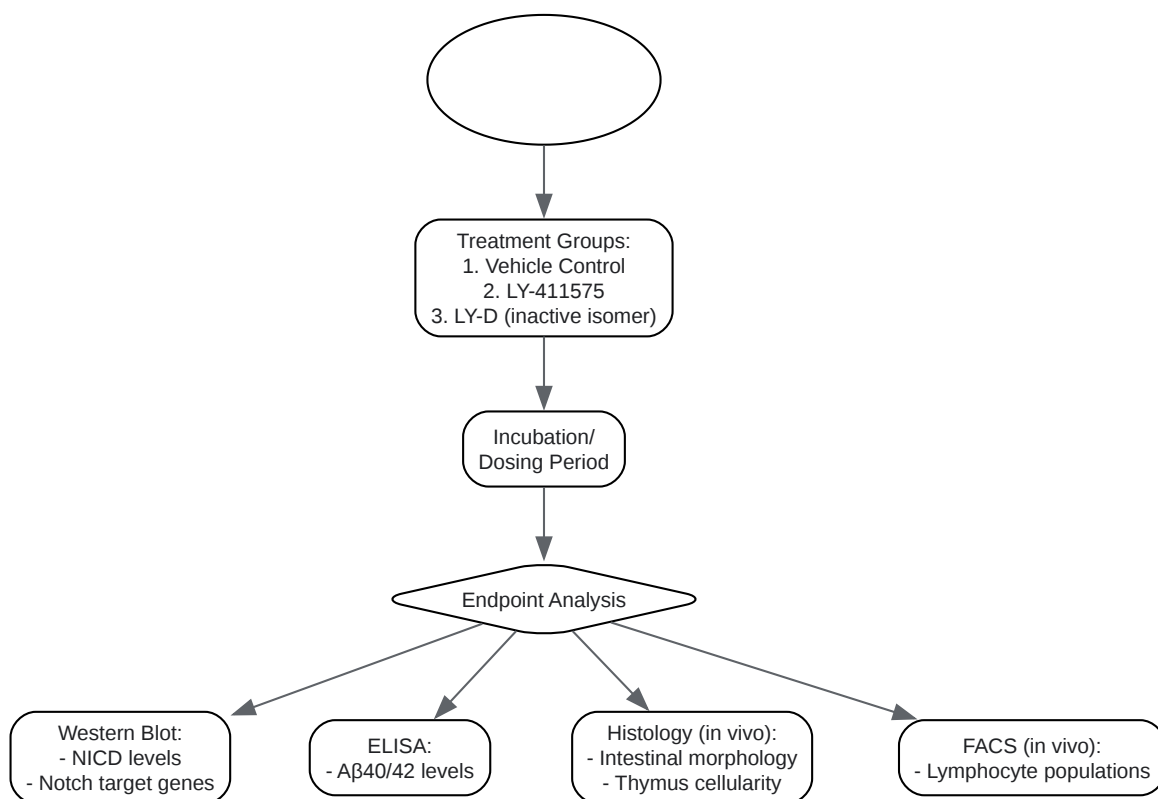 Treatment Groups:
1. Vehicle Control
2. LY-411575
3. LY-D (inactive isomer)
Incubation/
Dosing Period
Endpoint Analysis
Western Blot:
- NICD levels
- Notch target genes
ELISA:
- Aβ40/42 levels
Histology (in vivo):
- Intestinal morphology
- Thymus cellularity
FACS (in vivo):
- Lymphocyte populations